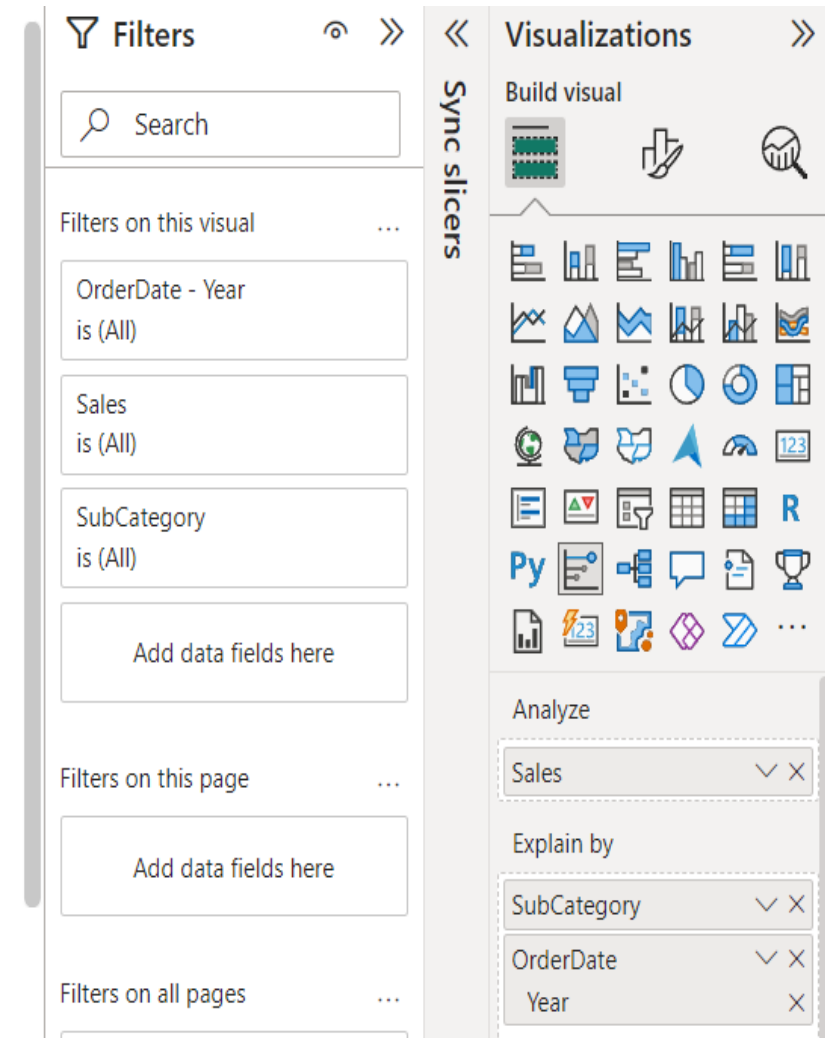 Filters
Search
Filters on this visual
...
OrderDate - Year
is (All)
Sales
is (All)
SubCategory
is (All)
Add data fields here
Filters on this page
...
Add data fields here
Filters on all pages
...
Sync slicers
Visualizations
Build visual
123
R
Py
123
...
Analyze
Sales
Explain by
SubCategory
OrderDate
Year